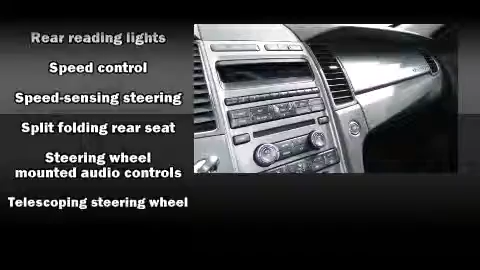 Rear reading lights
Speed control
Speed-sensing steering
Split folding rear seat
Steering wheel
mounted audio controls
Telescoping steering wheel